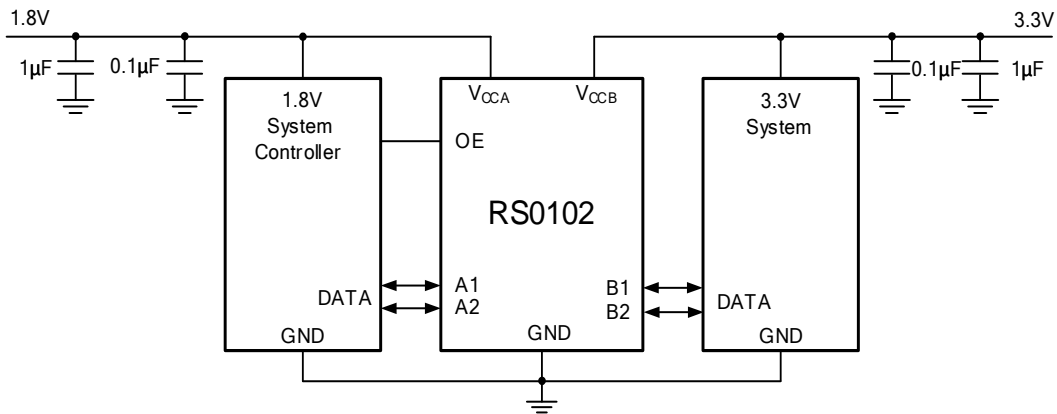 1.8V
3.3V
1μF
0.1μF
0.1μF
1μF
1.8V
System
Controller
VCCA
VCCB
3.3V
System
OE
RS0102
DATA
A1
A2
B1
B2
DATA
GND
GND
GND